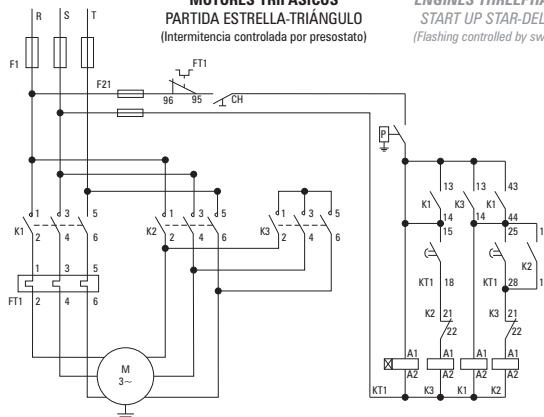 MOTORES TRIFÁSICOS
PARTIDA ESTRELLA-TRIÁNGULO
(Intermitencia controlada por presostato)
START UP STAR-DEL
(Flashing controlled by sw
R S T
F1
F21
FT1
96 95 CH
P
13 13 43
K1 K3 K1
14 14 44
15 25 1
K2
KT1 18 KT1 28 1
K2 21 K3 21
22 22
A1 A1 A1 A1
A2 A2 A2 A2
KT1 K3 K1 K2
1 3 5 1 3 5 1 3 5
K1 K2 K3
2 4 6 2 4 6 2 4 6
1 3 5
FT1 2 4 6
M
3~